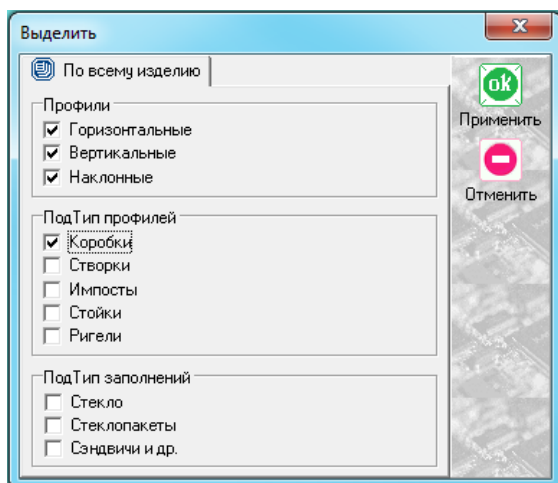 Выделить
По всему изделию
Профили
Горизонтальные
Вертикальные
Наклонные
ПодТип профилей
Коробки
Створки
Импосты
Стойки
Ригели
ПодТип заполнений
Стекло
Стеклопакеты
Сэндвичи и др.
ok
Применить
Отменить